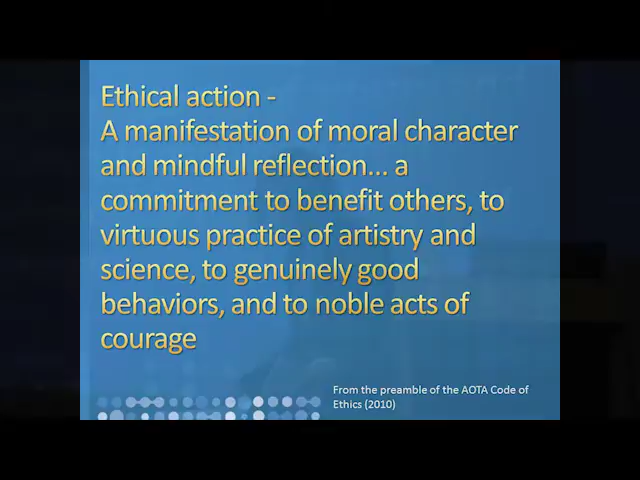 Ethical action -
A manifestation of moral character
and mindful reflection... a
commitment to benefit others, to
virtuous practice of artistry and
science, to genuinely good
behaviors, and to noble acts of
courage
From the preamble of the AOTA Code of
Ethics (2010)